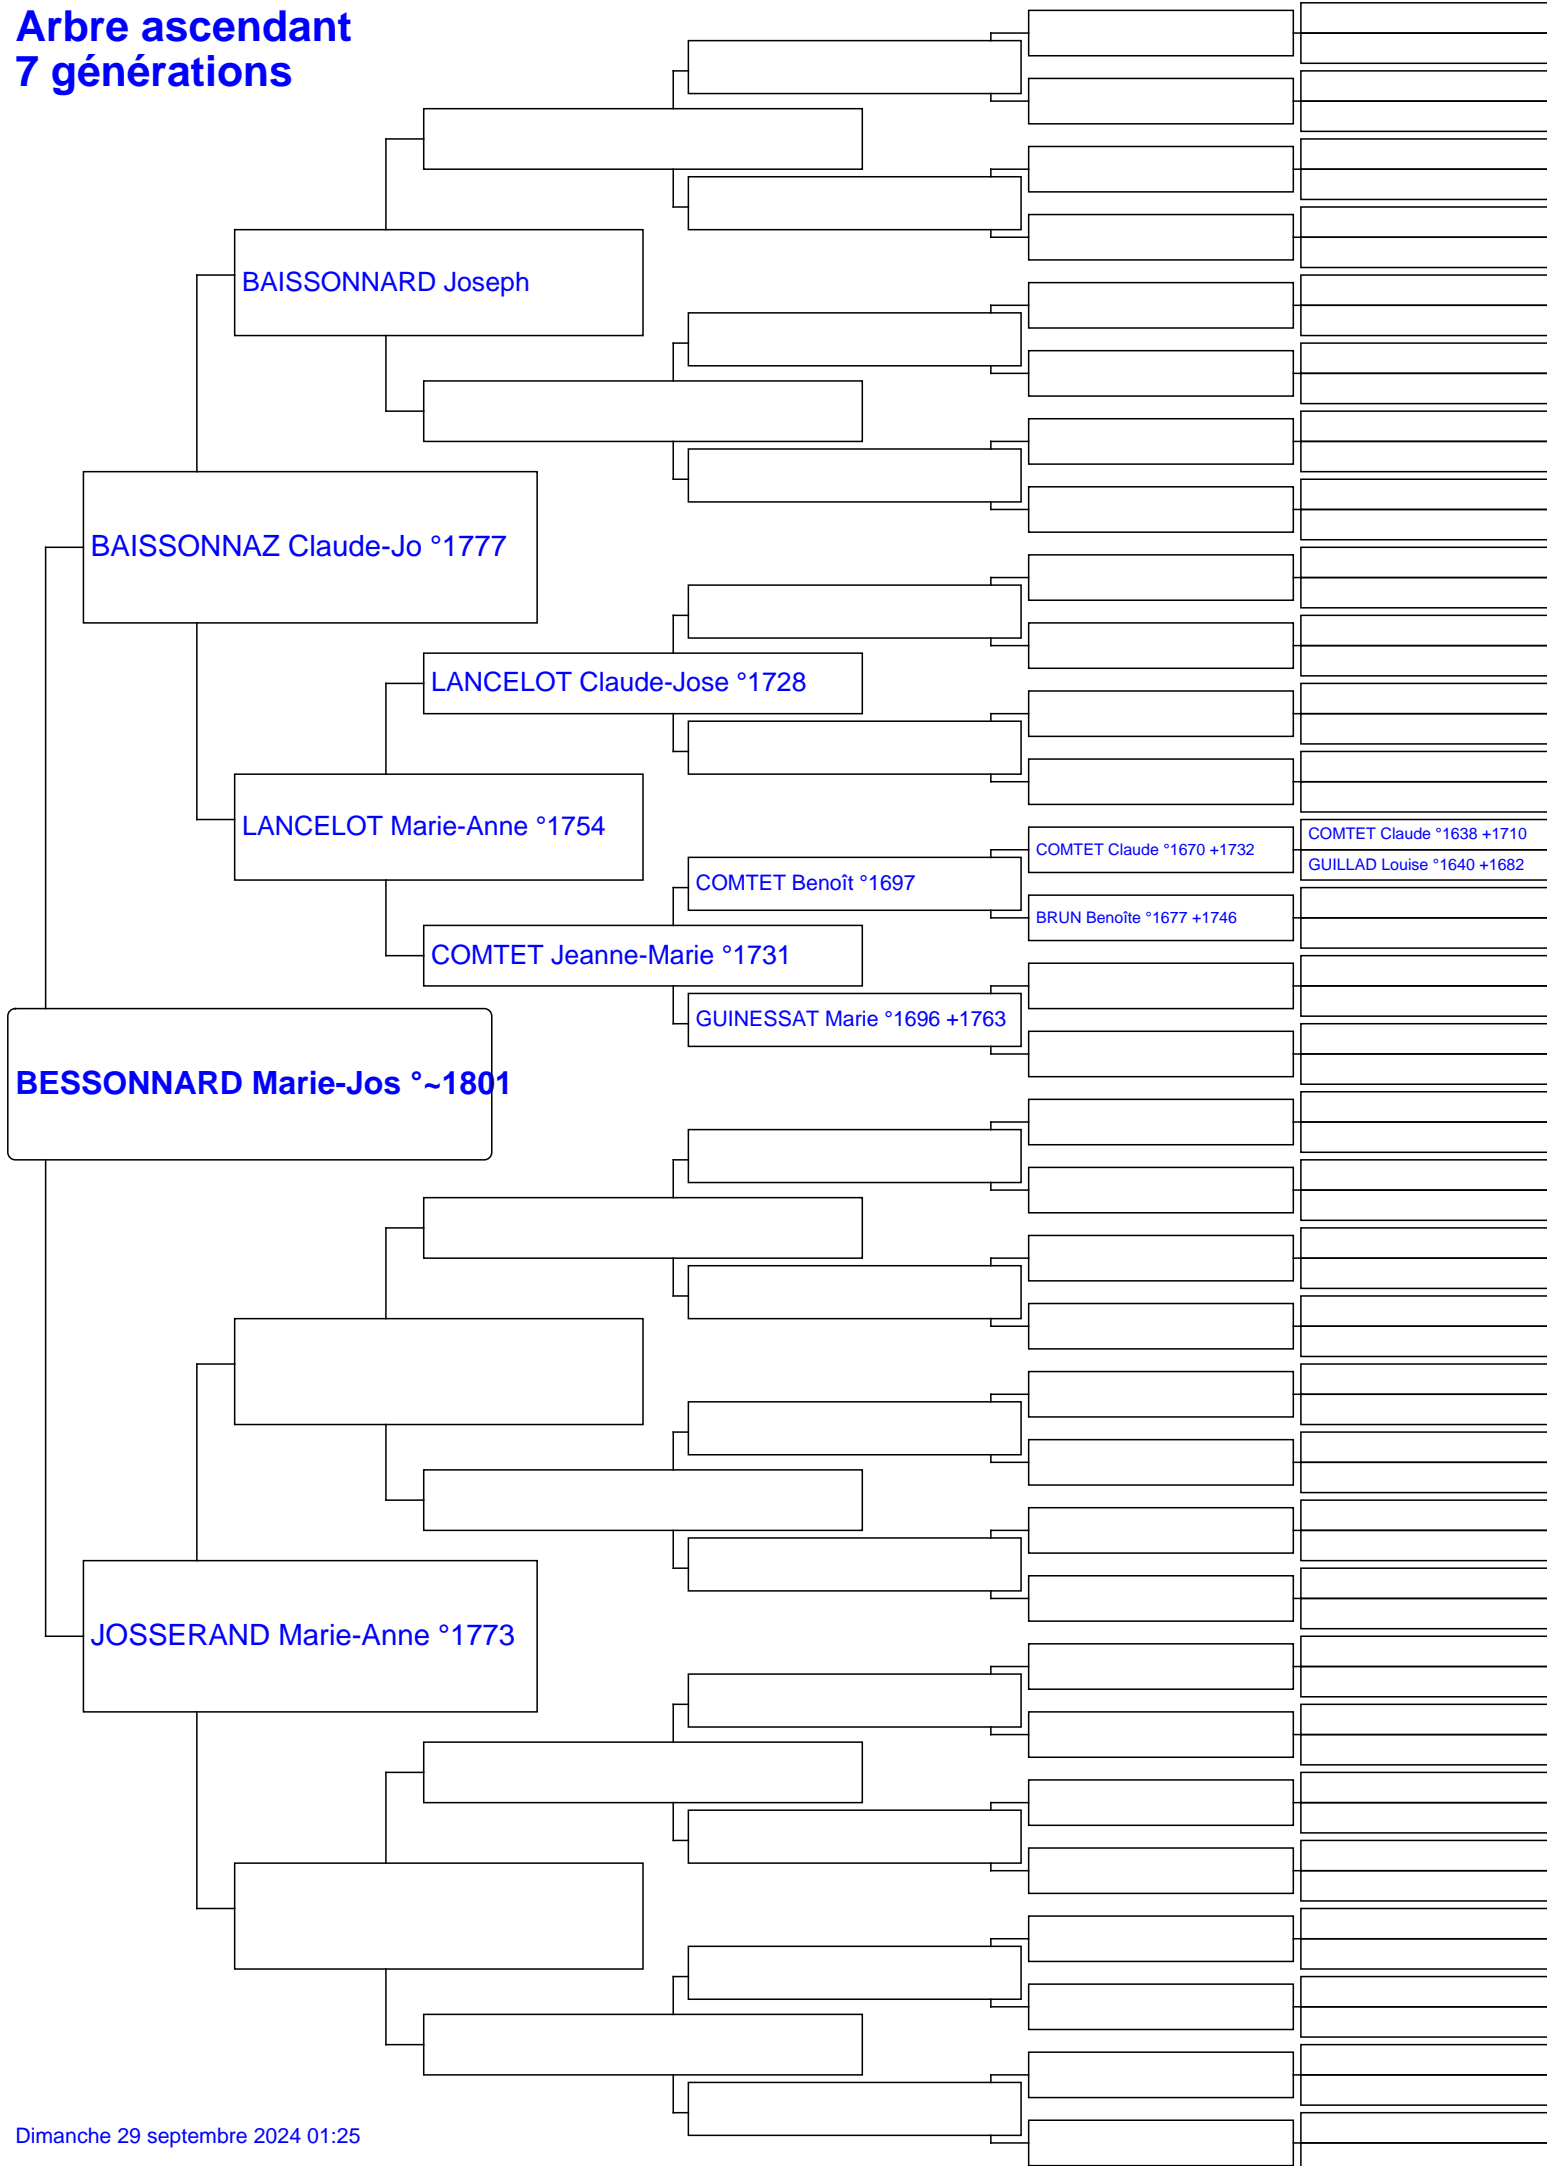 Arbre ascendant
7 générations
BAISSONNARD Joseph
BAISSONNAZ Claude-Jo °1777
LANCELOT Claude-Jose °1728
LANCELOT Marie-Anne °1754
COMTET Claude °1638 +1710
COMTET Claude °1670 +1732
GUILLAD Louise °1640 +1682
COMTET Benoît °1697
BRUN Benoîte °1677 +1746
COMTET Jeanne-Marie °1731
GUINESSAT Marie °1696 +1763
BESSONNARD Marie-Jos °~1801
JOSSERAND Marie-Anne °1773
Dimanche 29 septembre 2024 01:25